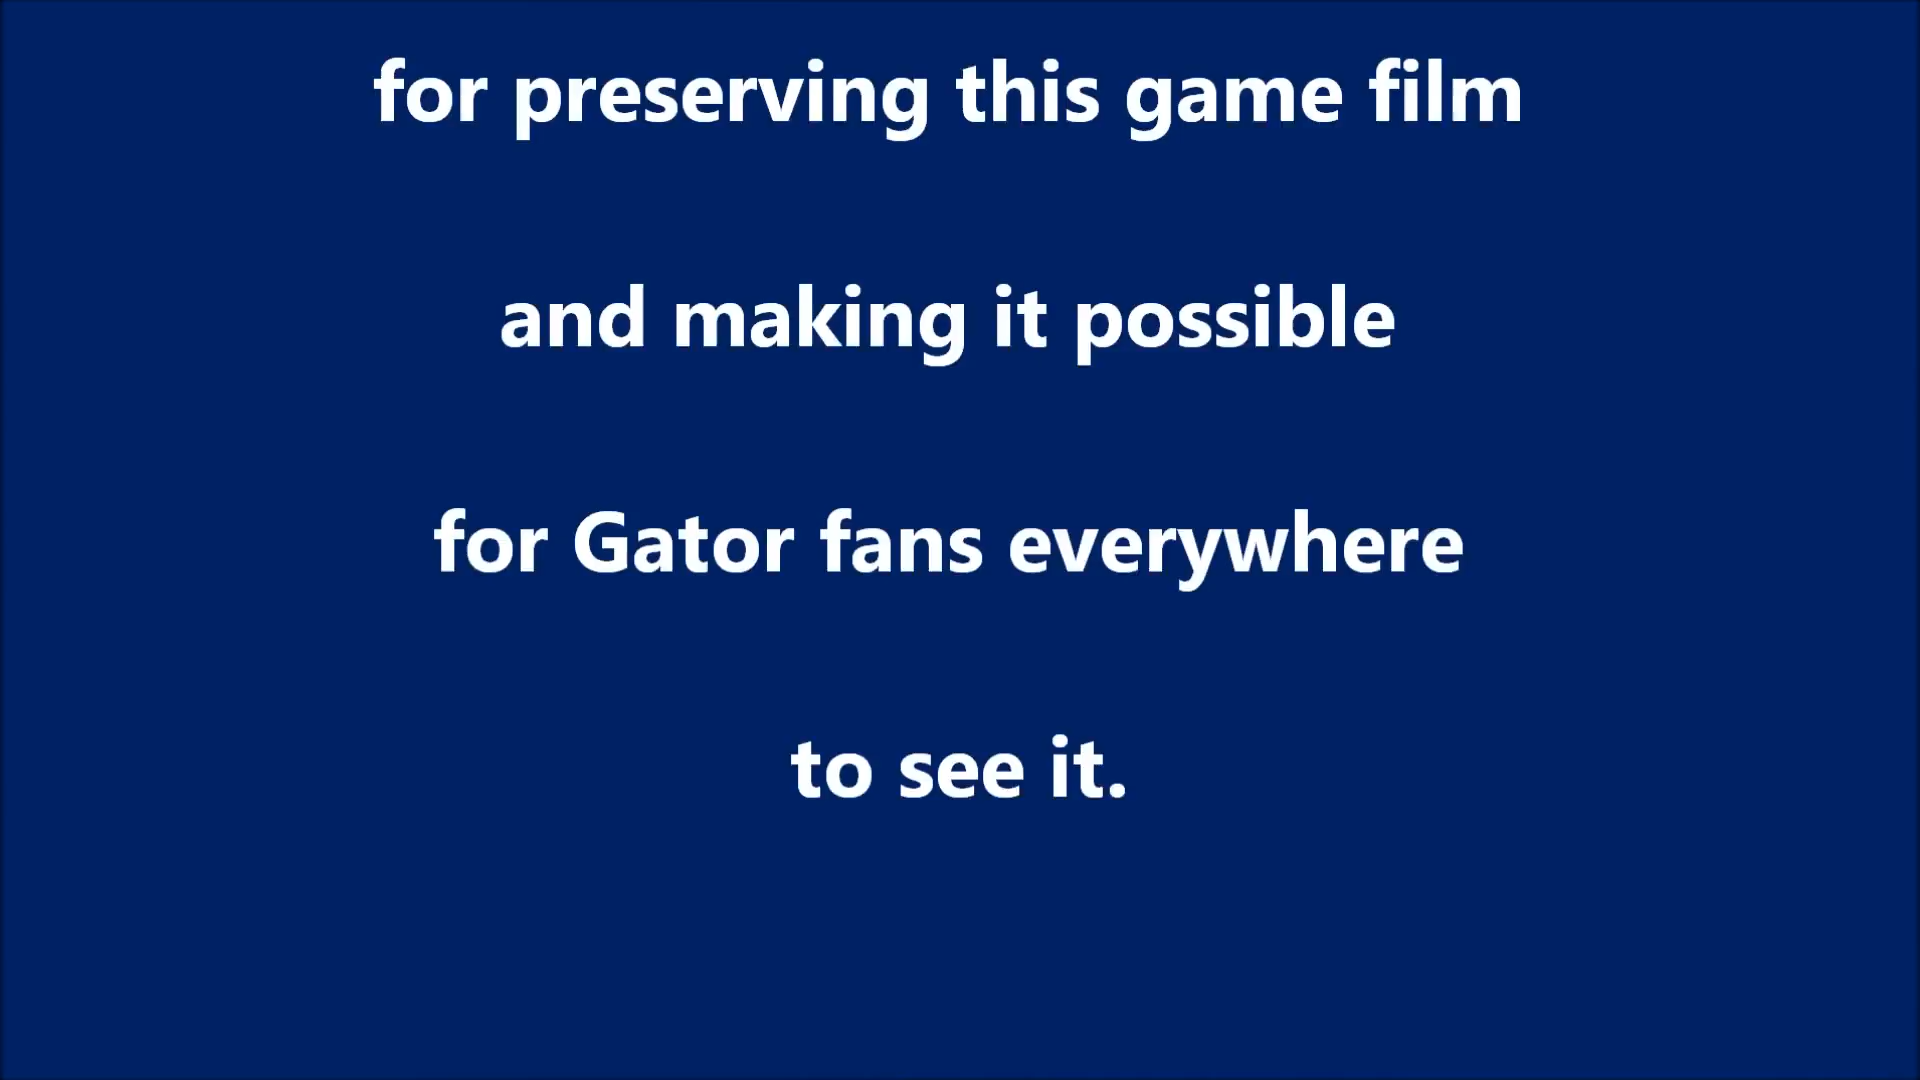 for preserving this game film
and making it possible
for Gator fans everywhere
to see it.